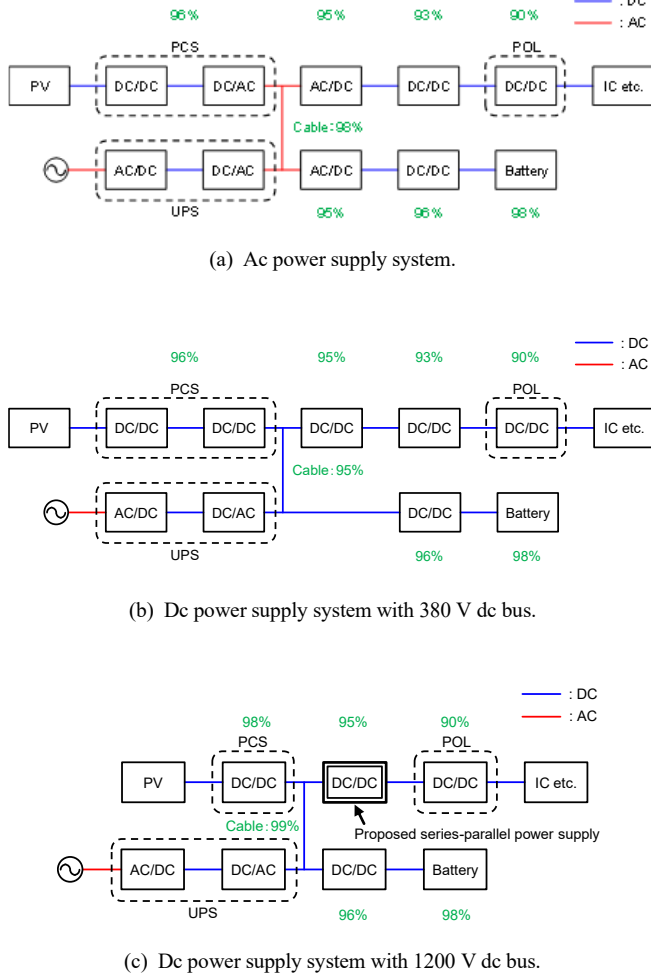 : DC
96% 95% 93% 90%
: AC
PCS POL
PV DC/DC DC/AC AC/DC DC/DC DC/DC IC etc.
Cable:98%
AC/DC DC/AC AC/DC DC/DC Battery
UPS 95% 96% 98%
(a) Ac power supply system.
: DC
96% 95% 93% 90%
: AC
PCS POL
PV DC/DC DC/DC DC/DC DC/DC DC/DC IC etc.
Cable:95%
AC/DC DC/AC DC/DC Battery
UPS 96% 98%
(b) Dc power supply system with 380 V dc bus.
: DC
98% 95% 90%
: AC
PCS POL
PV DC/DC DC/DC DC/DC IC etc.
Cable:99%
Proposed series-parallel power supply
AC/DC DC/AC DC/DC Battery
UPS 96% 98%
(c) Dc power supply system with 1200 V dc bus.